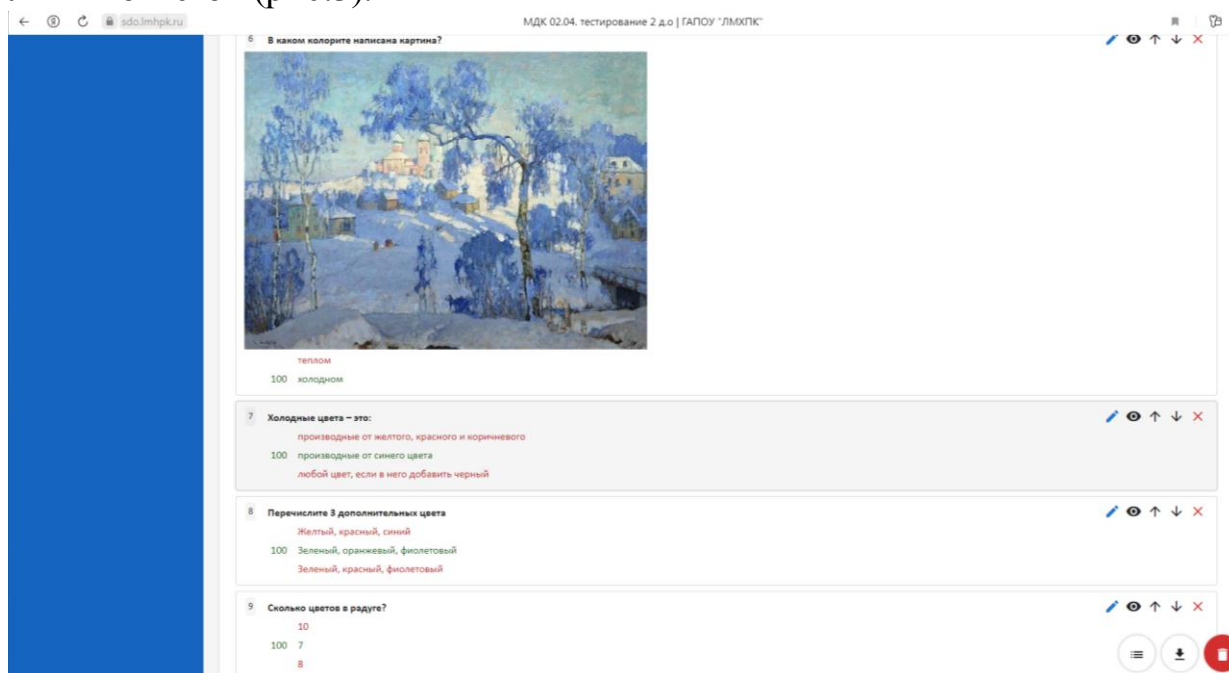 sdo.lmhpk.ru
МДК 02.04. тестирование 2 д.о | ГАПОУ "ЛМХПК"
6 В каком колорите написана картина?
теплом
100 холодном
7 Холодные цвета – это:
производные от желтого, красного и коричневого
100 производные от синего цвета
любой цвет, если в него добавить черный
8 Перечислите 3 дополнительных цвета
Желтый, красный, синий
100 Зеленый, оранжевый, фиолетовый
Зеленый, красный, фиолетовый
9 Сколько цветов в радуге?
10
100 7
8